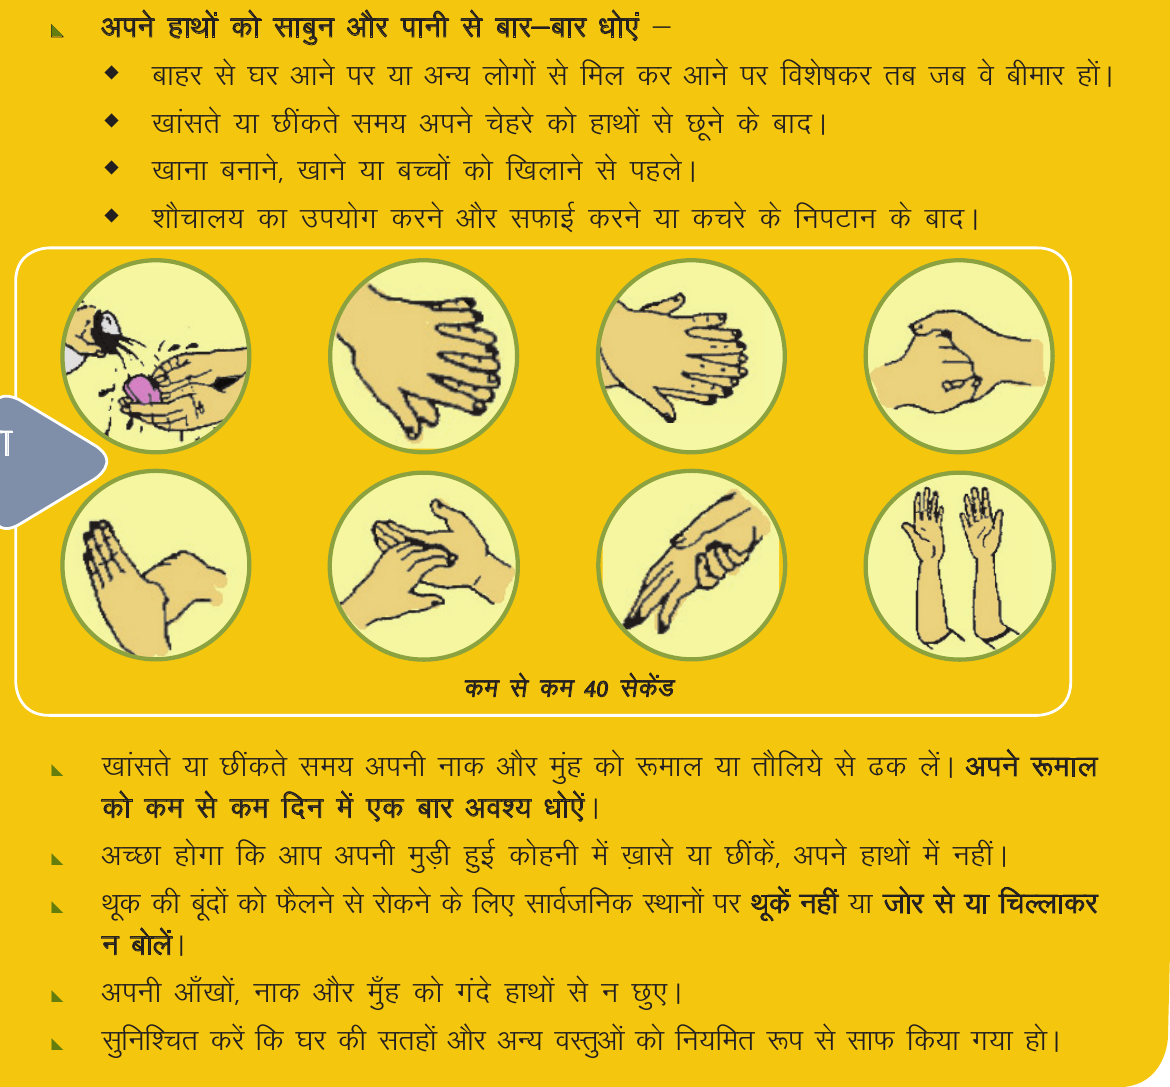 अपने हाथों को साबुन और पानी से बार–बार धोएं –
बाहर से घर आने पर या अन्य लोगों से मिल कर आने पर विशेषकर तब जब वे बीमार हों।
खांसते या छींकते समय अपने चेहरे को हाथों से छूने के बाद।
खाना बनाने, खाने या बच्चों को खिलाने से पहले।
शौचालय का उपयोग करने और सफाई करने या कचरे के निपटान के बाद।
कम से कम 40 सेकेंड
खांसते या छींकते समय अपनी नाक और मुंह को रूमाल या तौलिये से ढक लें। अपने रूमाल
को कम से कम दिन में एक बार अवश्य धोऐं।
अच्छा होगा कि आप अपनी मुड़ी हुई कोहनी में ख़ासे या छींकें, अपने हाथों में नहीं।
थूक की बूंदों को फैलने से रोकने के लिए सार्वजनिक स्थानों पर थूकें नहीं या जोर से या चिल्लाकर
न बोलें।
अपनी आँखों, नाक और मुँह को गंदे हाथों से न छुए।
सुनिश्चित करें कि घर की सतहों और अन्य वस्तुओं को नियमित रूप से साफ किया गया हो।